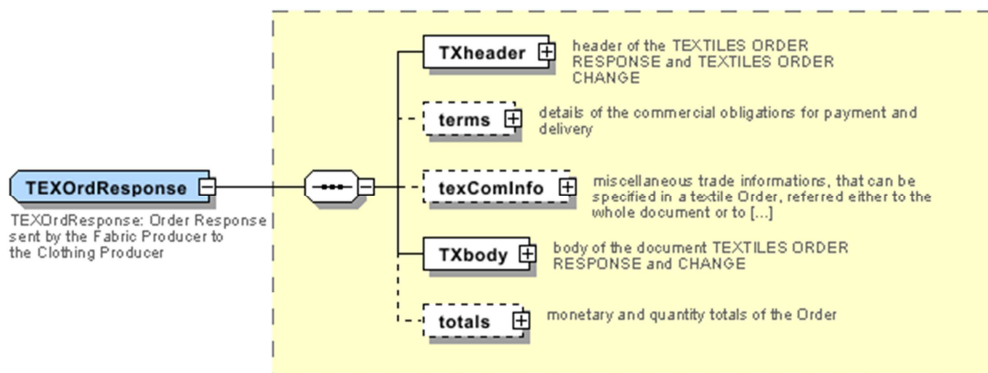 TXheader
header of the TEXTILES ORDER
RESPONSE and TEXTILES ORDER
CHANGE
terms
details of the commercial obligations for payment and
delivery
TEXOrdResponse
TEXOrdResponse: Order Response
sent by the Fabric Producer to
the Clothing Producer
texComInfo
miscellaneous trade informations, that can be
specified in a textile Order, referred either to the
whole document or to [...]
TXbody
body of the document TEXTILES ORDER
RESPONSE and CHANGE
totals
monetary and quantity totals of the Order